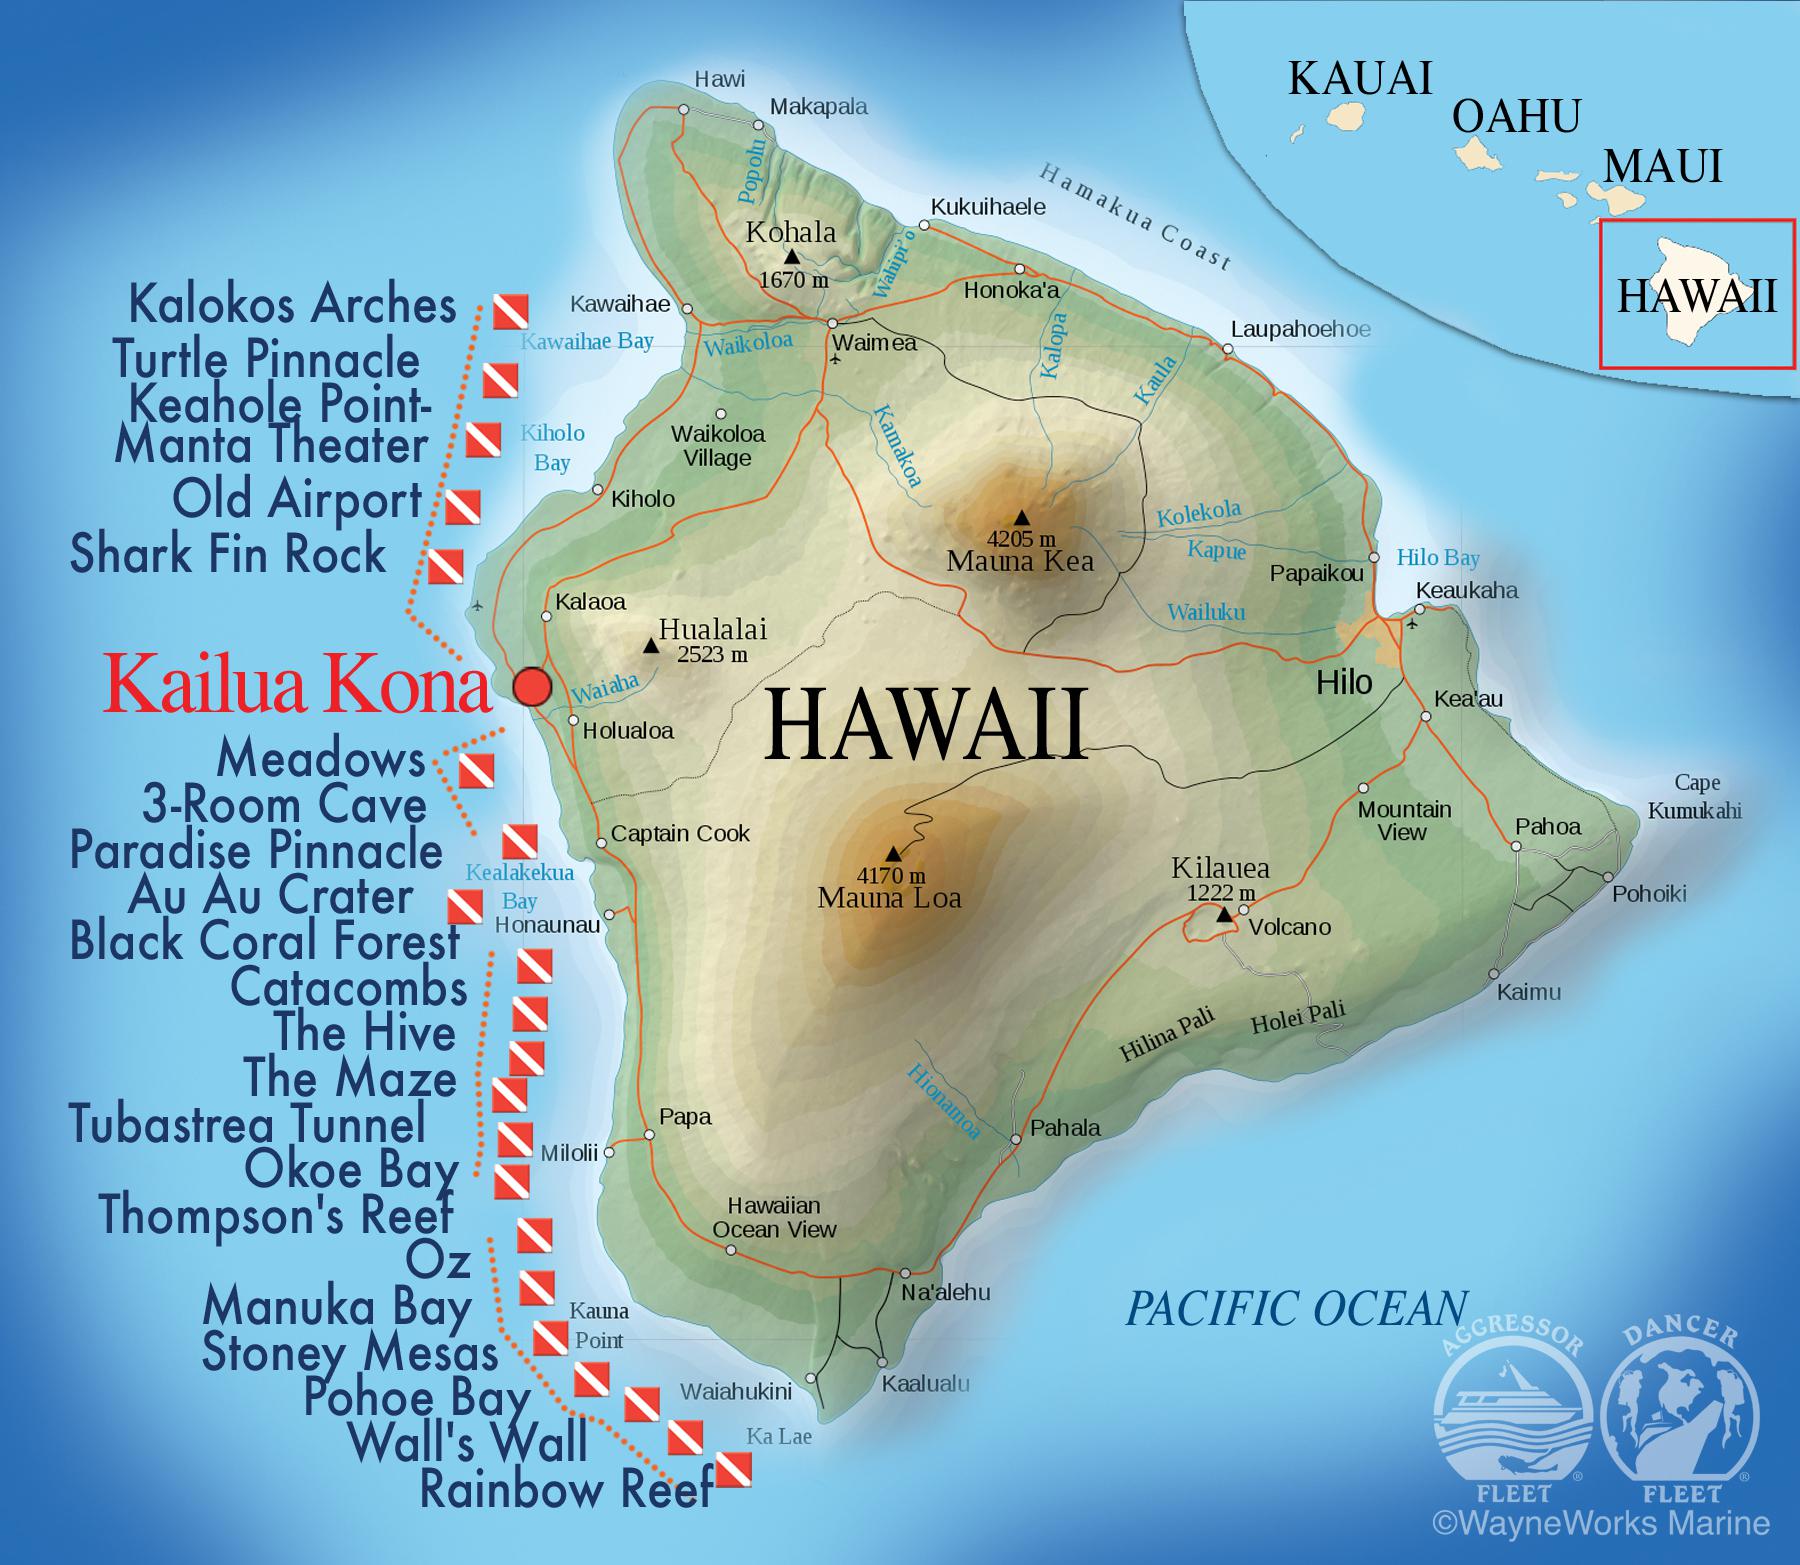 KAUAI
OAHU
MAUI
HAWAII
Hawi
Makapala
Popolu
Kohala
1670 m
Kukuihaele
Wahipi'o
Hamakua Coast
Honoka'a
Kawaihae
Kawaihae Bay
Waikoloa
Waimea
Kalopa
Kaula
Laupahoehoe
Kalokos Arches
Turtle Pinnacle
Keahole Point-
Manta Theater
Old Airport
Shark Fin Rock
Kiholo
Bay
Waikoloa
Village
Kamakoa
Kiholo
4205 m
Mauna Kea
Kolekola
Kapue
Wailuku
Papaikou
Hilo Bay
Keaukaha
Kalaoa
Hualalai
2523 m
Kailua Kona
Waiaha
Holualoa
HAWAII
Hilo
Kea'au
Meadows
3-Room Cave
Paradise Pinnacle
Au Au Crater
Black Coral Forest
Catacombs
The Hive
The Maze
Tubastrea Tunnel
Okoe Bay
Thompson's Reef
Oz
Manuka Bay
Stoney Mesas
Pohoe Bay
Wall's Wall
Rainbow Reef
Captain Cook
Kealakekua
Bay
Honaunau
4170 m
Mauna Loa
Mountain
View
Cape
Kumukahi
Pahoa
Pohoiki
Kilauea
1222 m
Volcano
Kaimu
Hilina Pali
Holei Pali
Hionamoa
Pahala
Papa
Milolii
Hawaiian
Ocean View
Na'alehu
Kauna
Point
Waiahukini
Kaalualu
Ka Lae
PACIFIC OCEAN
AGGRESSOR
FLEET®
DANCER
FLEET®
©WayneWorks Marine